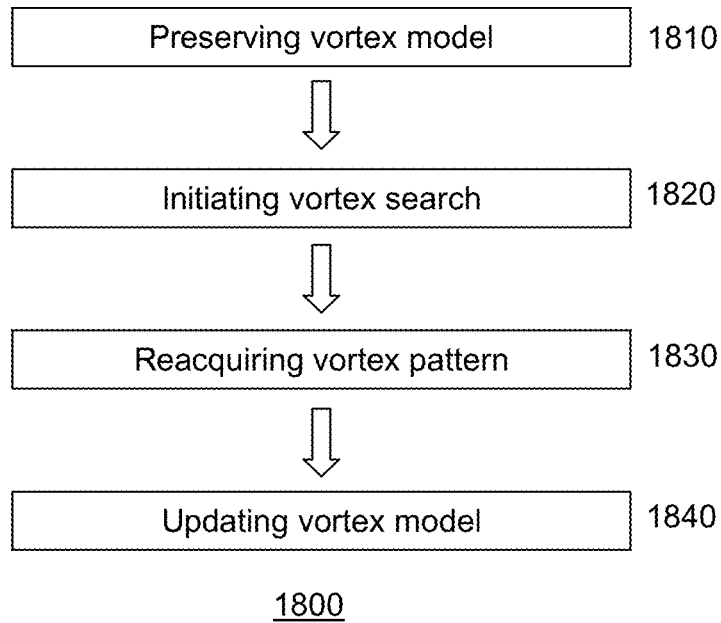 Preserving vortex model 1810
Initiating vortex search 1820
Reacquiring vortex pattern 1830
Updating vortex model 1840
1800